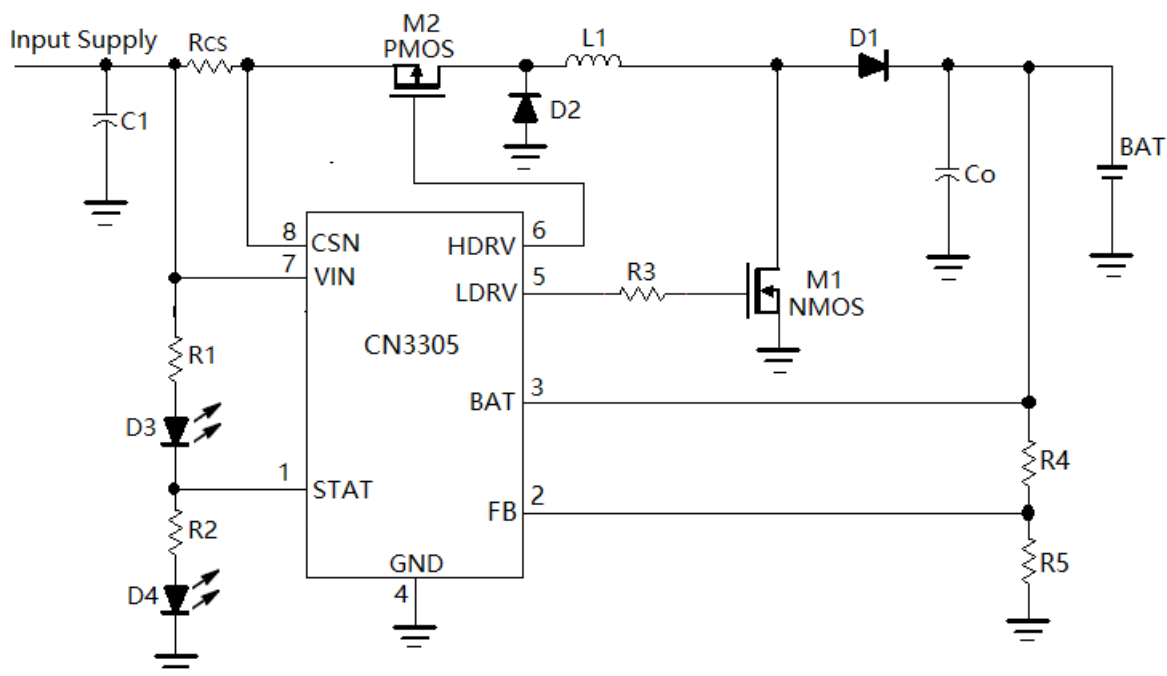 M2
Input Supply
RCS
PMOS
L1
D1
C1
D2
BAT
Co
8
CSN
HDRV
6
7
VIN
LDRV
5
R3
M1
NMOS
R1
CN3305
BAT
3
D3
R4
1
STAT
FB
2
R2
R5
GND
D4
4